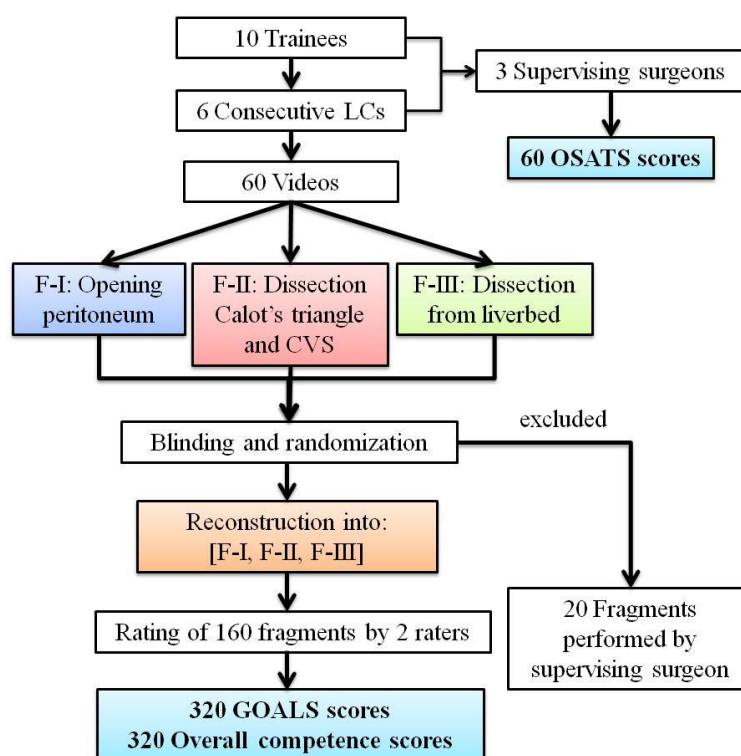 10 Trainees
3 Supervising surgeons
6 Consecutive LCs
60 OSATS scores
60 Videos
F-I: Opening
peritoneum
F-II: Dissection
Calot's triangle
and CVS
F-III: Dissection
from liverbed
excluded
Blinding and randomization
Reconstruction into:
[F-I, F-II, F-III]
20 Fragments
performed by
supervising surgeon
Rating of 160 fragments by 2 raters
320 GOALS scores
320 Overall competence scores